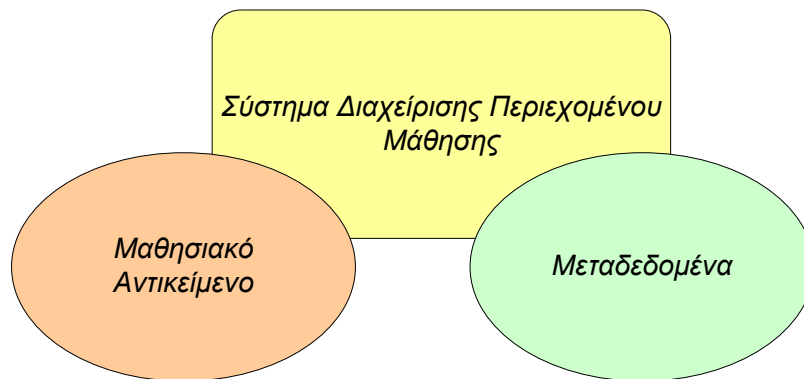 Σύστημα Διαχείρισης Περιεχομένου
Μάθησης
Μαθησιακό
Αντικείμενο
Μεταδεδομένα